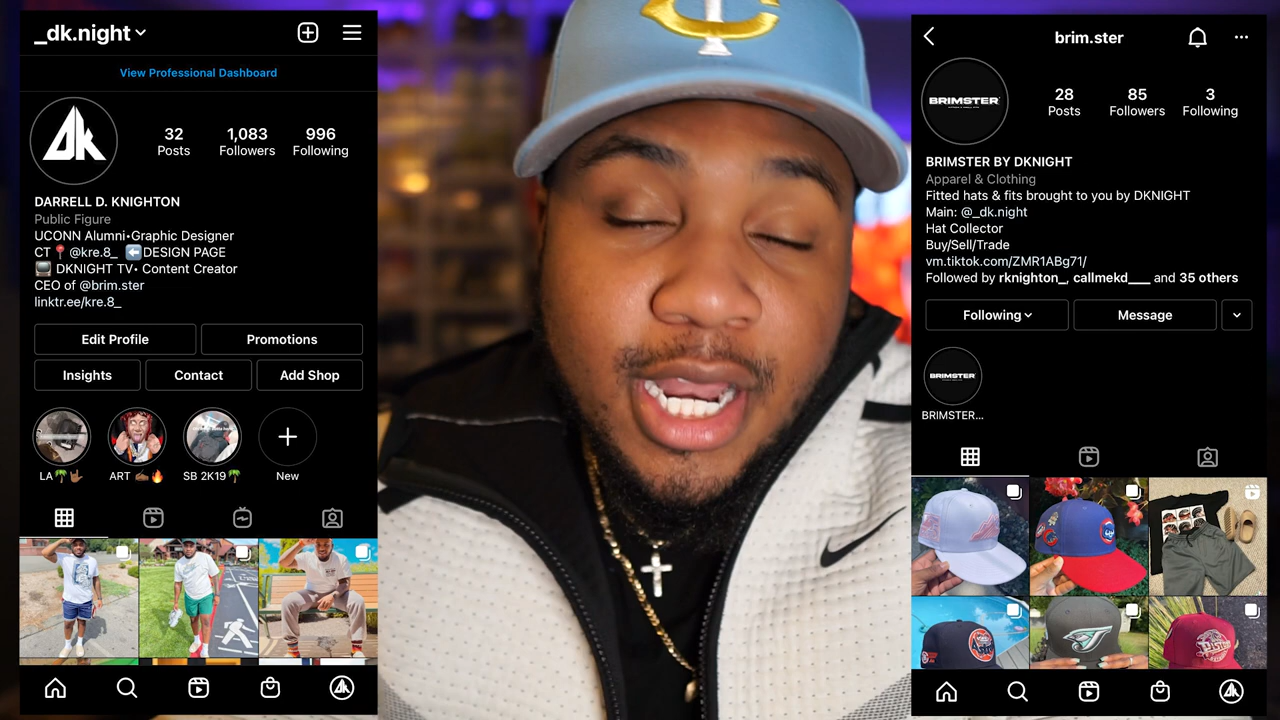 _dk.night
View Professional Dashboard
Dk
32
Posts
1,083
Followers
996
Following
DARRELL D. KNIGHTON
Public Figure
UCONN Alumni•Graphic Designer
CT📍@kre.8_ ⬅️DESIGN PAGE
📺 DKNIGHT TV• Content Creator
CEO of @brim.ster
linktr.ee/kre.8_
Edit Profile
Promotions
Insights
Contact
Add Shop
LA🌴🤟🏾
ART ✍🏾🔥
SB 2K19🌴
New
TC
brim.ster
BRIMSTER
28
Posts
85
Followers
3
Following
BRIMSTER BY DKNIGHT
Apparel & Clothing
Fitted hats & fits brought to you by DKNIGHT
Main: @_dk.night
Hat Collector
Buy/Sell/Trade
vm.tiktok.com/ZMR1ABg71/
Followed by rknighton_, callmekd___ and 35 others
Following
Message
BRIMSTER
BRIMSTER...